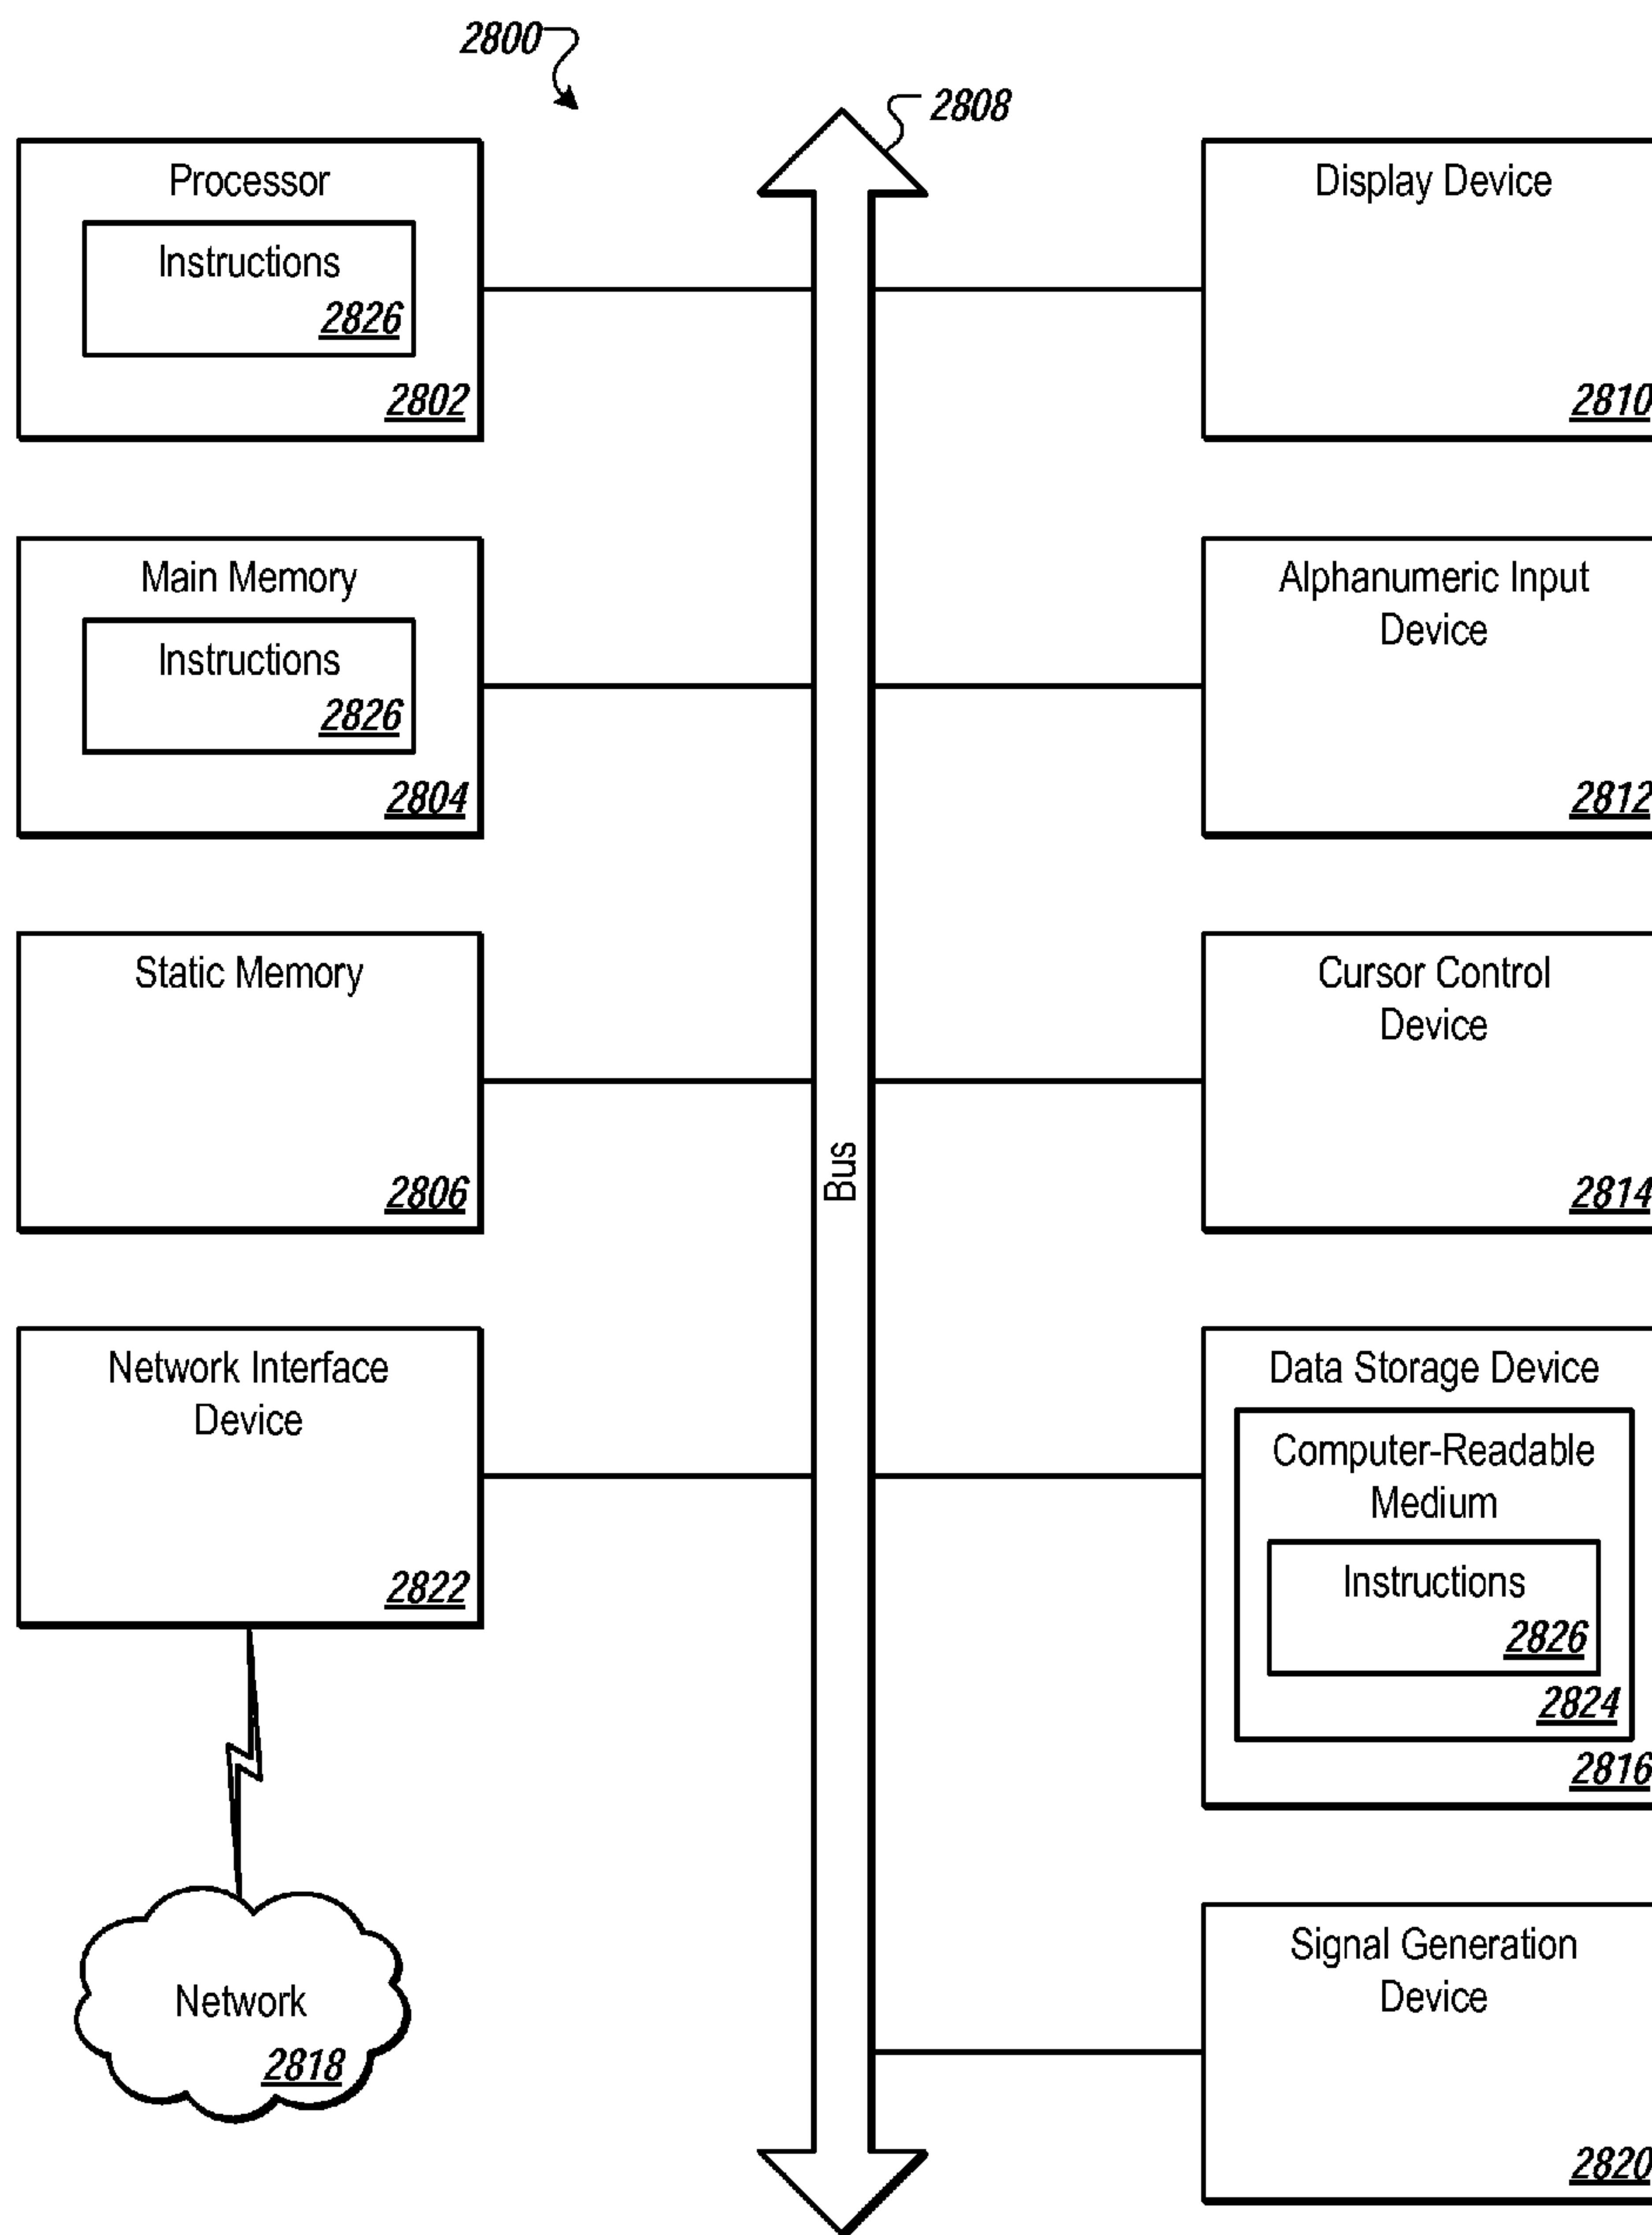 2800
2808
Processor
Instructions
2826
2802
Main Memory
Instructions
2826
2804
Static Memory
2806
Network Interface
Device
2822
Network
2818
Bus
Display Device
2810
Alphanumeric Input
Device
2812
Cursor Control
Device
2814
Data Storage Device
Computer-Readable
Medium
Instructions
2826
2824
2816
Signal Generation
Device
2820